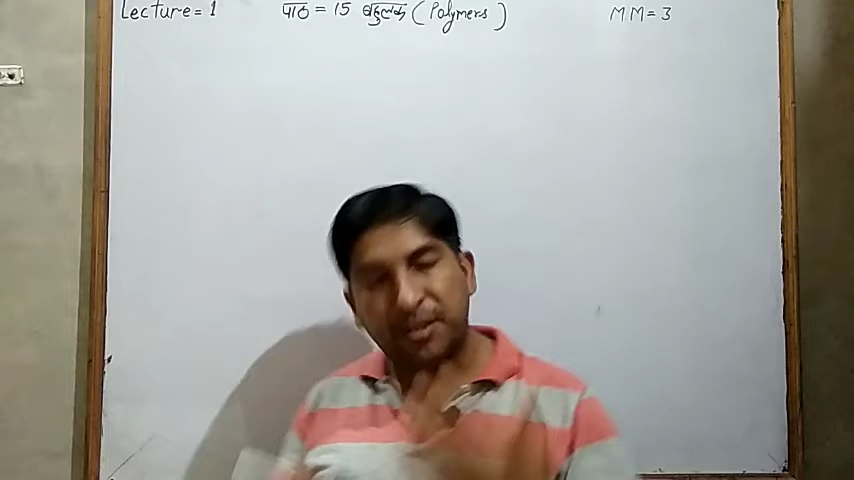 Lecture = 1 पाठ = 15 बहुलक ( Polymers ) MM = 3